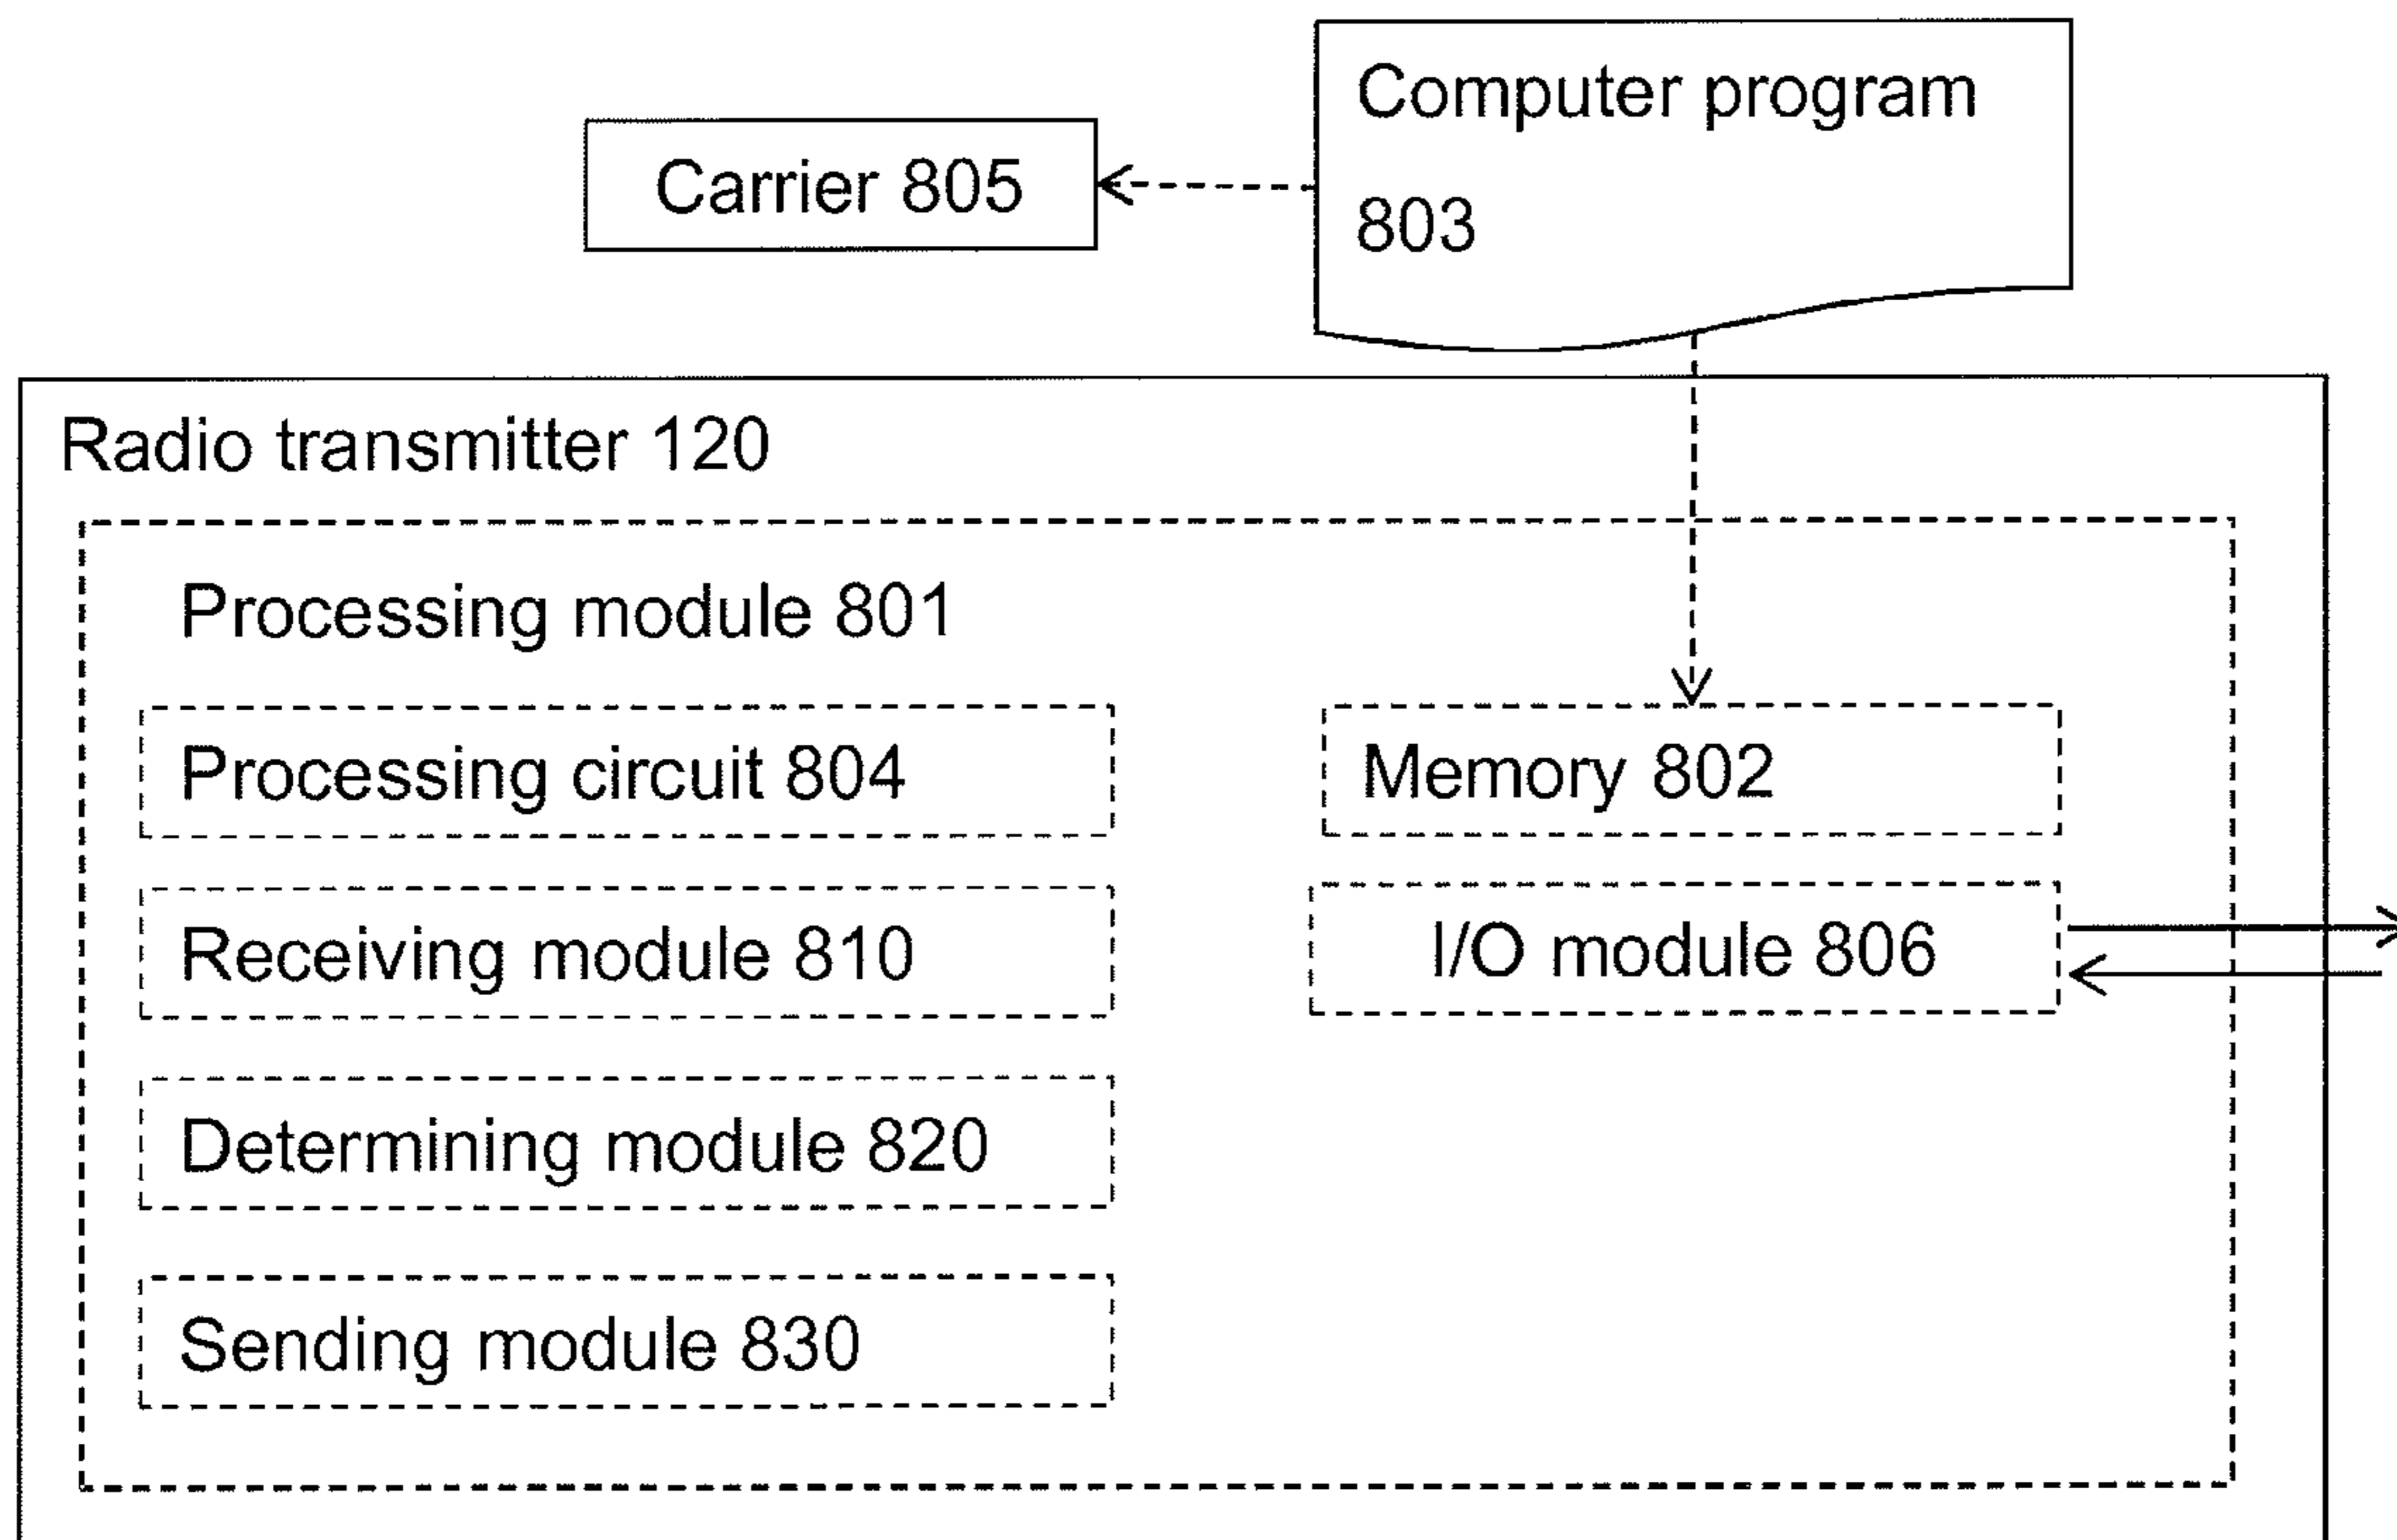 Computer program
803
Carrier 805
Radio transmitter 120
Processing module 801
Processing circuit 804
Memory 802
Receiving module 810
I/O module 806
Determining module 820
Sending module 830